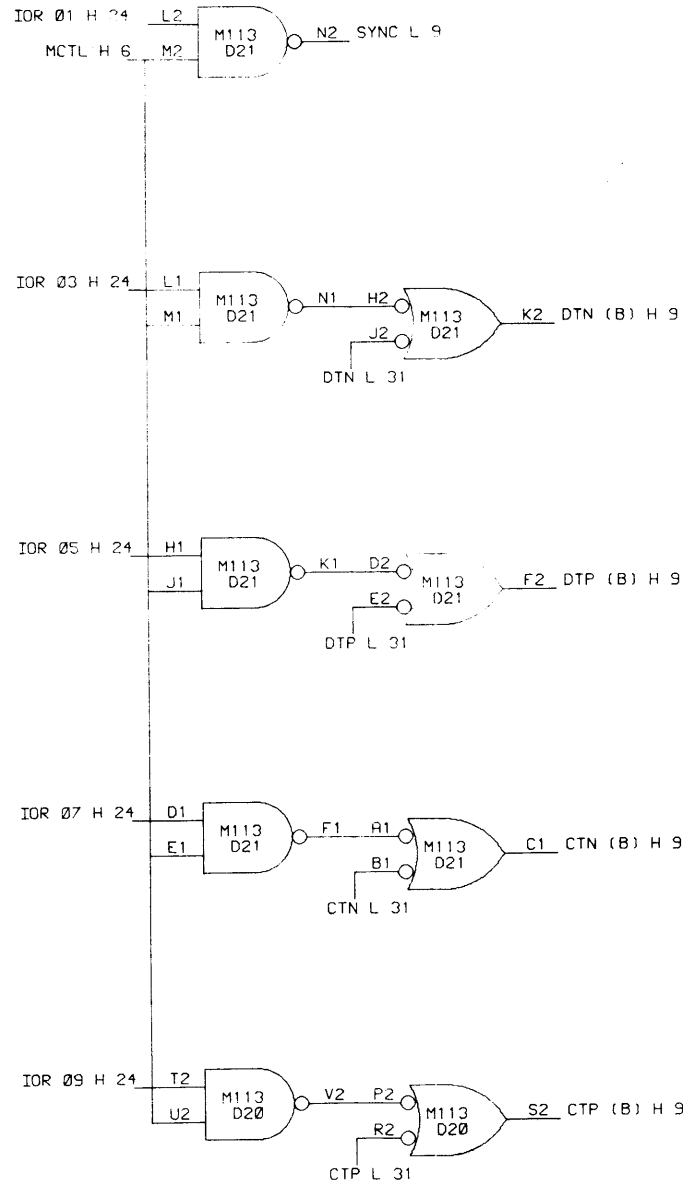 IOR Ø1 H 24 L2
M113
D21
N2 SYNC L 9
MCTL H 6 M2
IOR Ø3 H 24 L1
M1
M113
D21
N1 H2
J2
M113
D21
K2 DTN (B) H 9
DTN L 31
IOR Ø5 H 24 H1
J1
M113
D21
K1 D2
E2
M113
D21
F2 DTP (B) H 9
DTP L 31
IOR Ø7 H 24 D1
E1
M113
D21
F1 A1
B1
M113
D21
C1 CTN (B) H 9
CTN L 31
IOR Ø9 H 24 T2
U2
M113
D20
V2 P2
R2
M113
D20
S2 CTP (B) H 9
CTP L 31